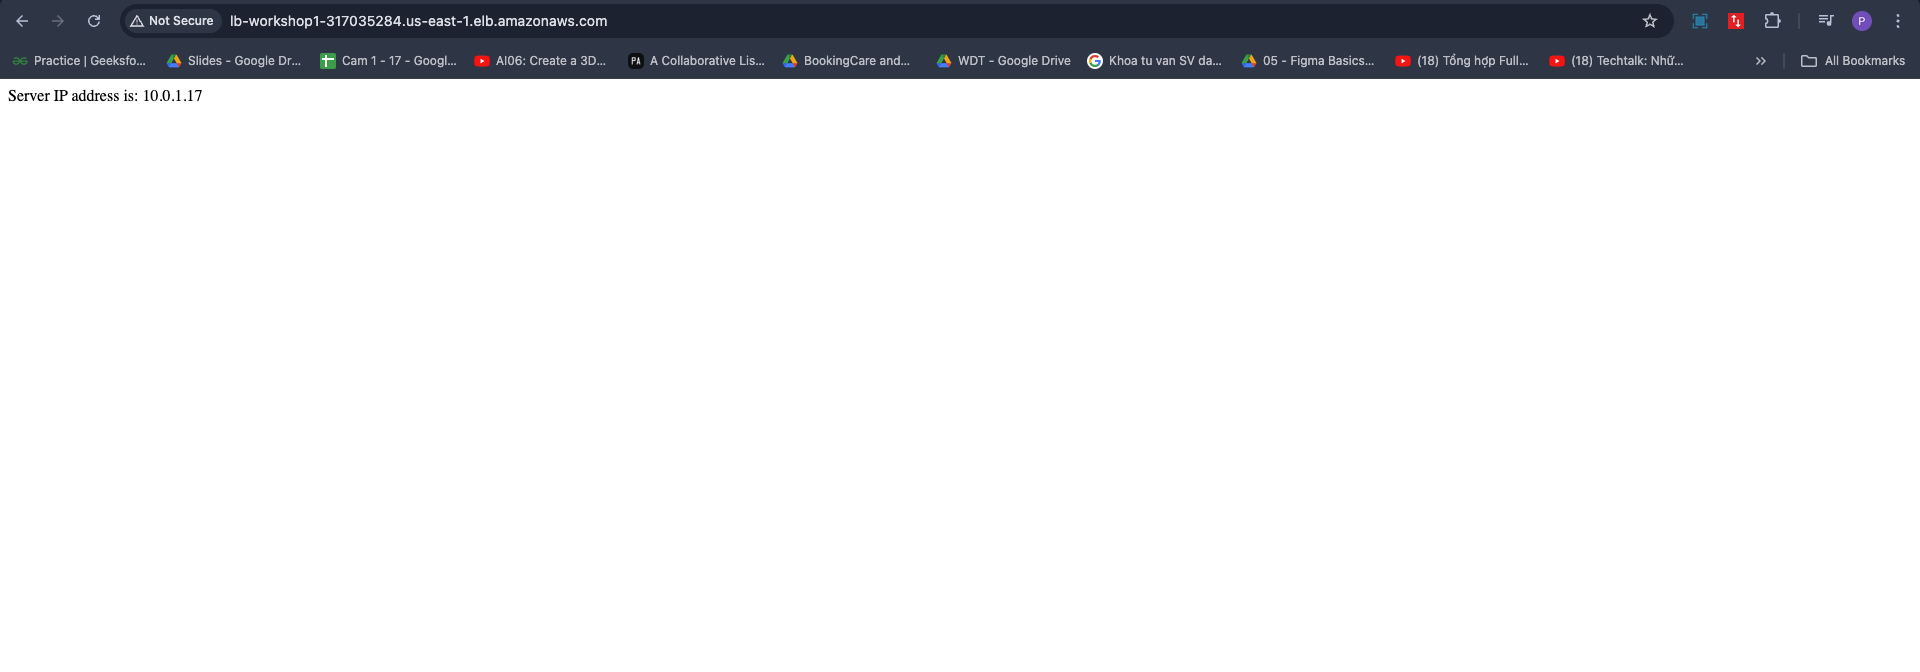 Not Secure lb-workshop1-317035284.us-east-1.elb.amazonaws.com P
Practice | Geeksfo... Slides - Google Dr... Cam 1 - 17 - Googl... AI06: Create a 3D... PA A Collaborative Lis... BookingCare and... WDT - Google Drive Khoa tu van SV da... 05 - Figma Basics... (18) Tổng hợp Full... (18) Techtalk: Nhữ... All Bookmarks
Server IP address is: 10.0.1.17